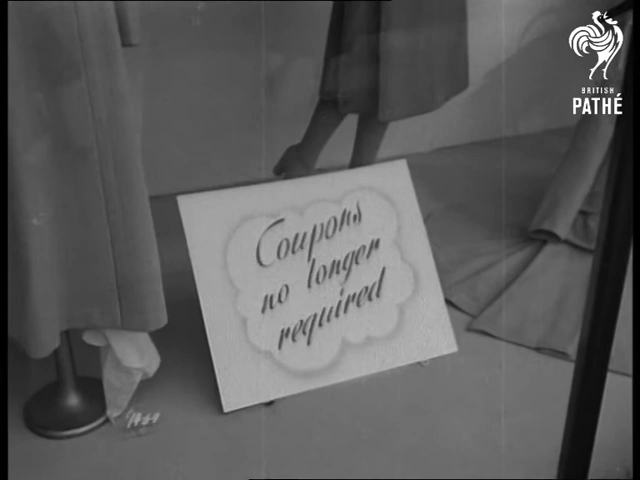 BRITISH
PATHÉ
Coupons
no longer
required